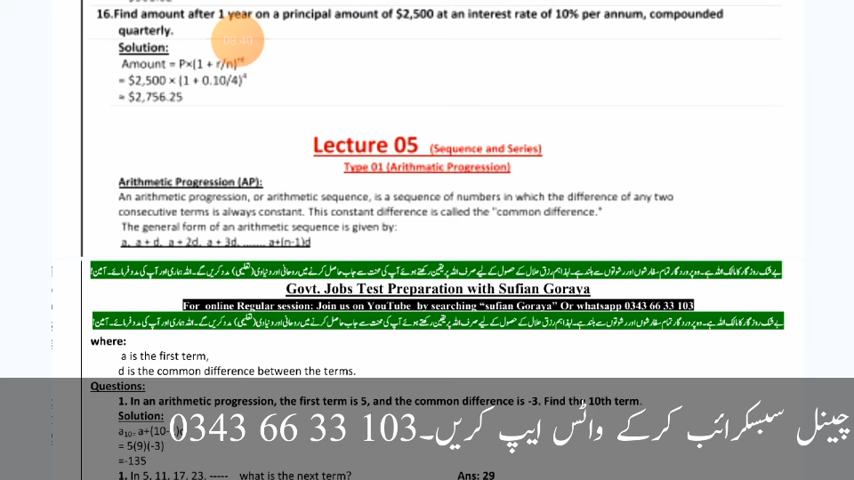 16.Find amount after 1 year on a principal amount of $2,500 at an interest rate of 10% per annum, compounded
quarterly.
08:40
Solution:
Amount = P×(1 + r/n)ⁿᵗ
= $2,500 × (1 + 0.10/4)⁴
= $2,756.25
Lecture 05 (Sequence and Series)
Type 01 (Arithmatic Progression)
Arithmetic Progression (AP):
An arithmetic progression, or arithmetic sequence, is a sequence of numbers in which the difference of any two
consecutive terms is always constant. This constant difference is called the "common difference."
The general form of an arithmetic sequence is given by:
a, a + d, a + 2d, a + 3d, ....... a+(n-1)d
Govt. Jobs Test Preparation with Sufian Goraya
For online Regular session: Join us on YouTube by searching "sufian Goraya" Or whatsapp 0343 66 33 103
where:
a is the first term,
d is the common difference between the terms.
Questions:
1. In an arithmetic progression, the first term is 5, and the common difference is -3. Find the 10th term.
Solution:
چینل سبسکرائب کرکے واٹس ایپ کریں۔0343 66 33 103
a₁₀= a+(10-
= 5(9)(-3)
=-135
1. In 5, 11, 17, 23, ----- what is the next term? Ans: 29